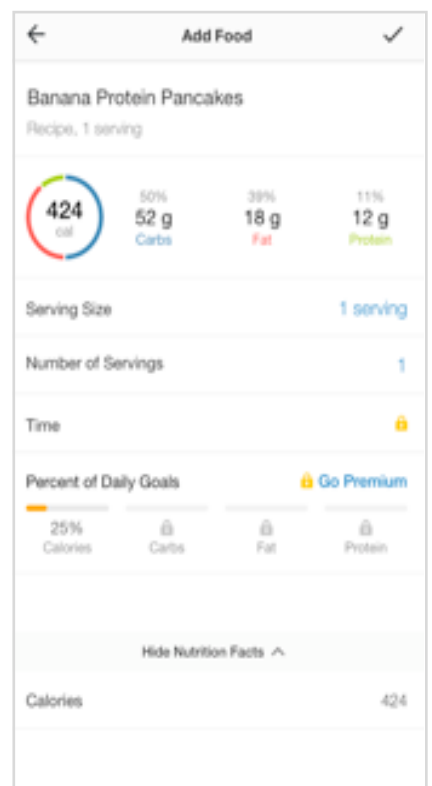 Add Food
Banana Protein Pancakes
Recipe, 1 serving
424
cal
50%
52 g
Carbs
39%
18 g
Fat
11%
12 g
Protein
Serving Size
1 serving
Number of Servings
1
Time
Percent of Daily Goals
Go Premium
25%
Calories
Carbs
Fat
Protein
Hide Nutrition Facts
Calories
424